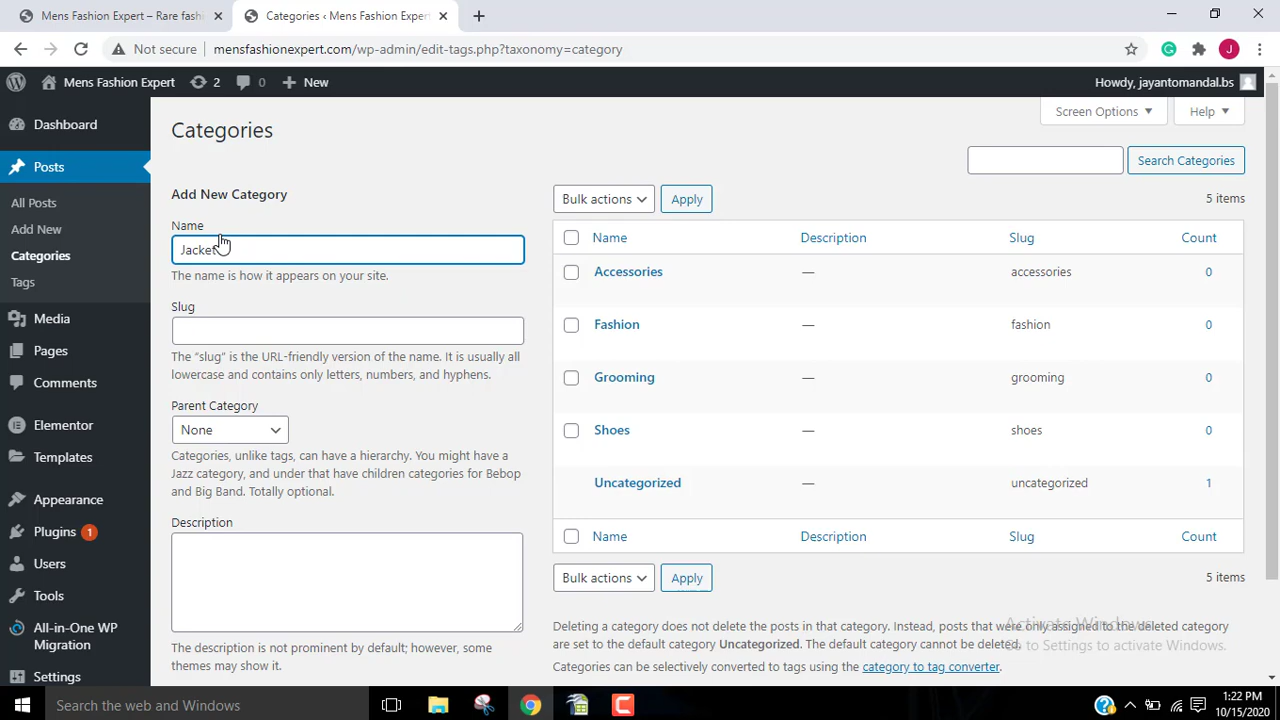 Mens Fashion Expert – Rare fash
Categories ‹ Mens Fashion Expert
Not secure
mensfashionexpert.com/wp-admin/edit-tags.php?taxonomy=category
J
Mens Fashion Expert
2
0
New
Howdy, jayantomandal.bs
Dashboard
Posts
All Posts
Add New
Categories
Tags
Media
Pages
Comments
Elementor
Templates
Appearance
Plugins 1
Users
Tools
All-in-One WP
Migration
Settings
Screen Options
Help
Categories
Search Categories
Add New Category
Name
Jacket
The name is how it appears on your site.
Slug
The “slug” is the URL-friendly version of the name. It is usually all
lowercase and contains only letters, numbers, and hyphens.
Parent Category
None
Categories, unlike tags, can have a hierarchy. You might have a
Jazz category, and under that have children categories for Bebop
and Big Band. Totally optional.
Description
The description is not prominent by default; however, some
themes may show it.
Bulk actions
Apply
5 items
Name Description Slug Count
Accessories — accessories 0
Fashion — fashion 0
Grooming — grooming 0
Shoes — shoes 0
Uncategorized — uncategorized 1
Name Description Slug Count
Bulk actions
Apply
5 items
Deleting a category does not delete the posts in that category. Instead, posts that were only assigned to the deleted category
are set to the default category Uncategorized. The default category cannot be deleted.
Categories can be selectively converted to tags using the category to tag converter.
Activate Windows
Go to Settings to activate Windows.
Search the web and Windows
1:22 PM
10/15/2020